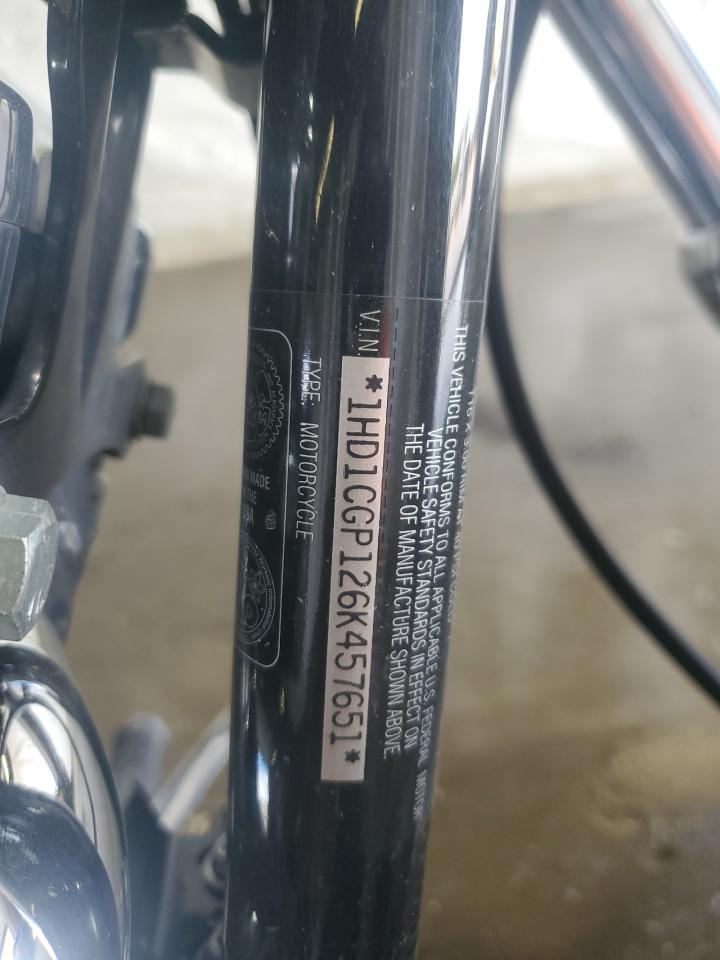 THIS VEHICLE CONFORMS TO ALL APPLICABLE U.S. FEDERAL MOTOR
VEHICLE SAFETY STANDARDS IN EFFECT ON
THE DATE OF MANUFACTURE SHOWN ABOVE
V.I.N.
*1HD1CGP126K457651*
TYPE: MOTORCYCLE
MADE
THE